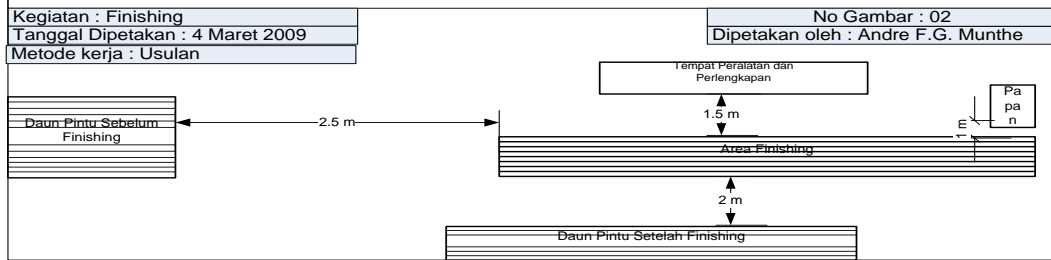 Kegiatan : Finishing
No Gambar : 02
Tanggal Dipetakan : 4 Maret 2009
Dipetakan oleh : Andre F.G. Munthe
Metode kerja : Usulan
Tempat Peralatan dan
Perlengkapan
Pa
pa
n
Daun Pintu Sebelum
Finishing
2.5 m
1.5 m
1 m
Area Finishing
2 m
Daun Pintu Setelah Finishing